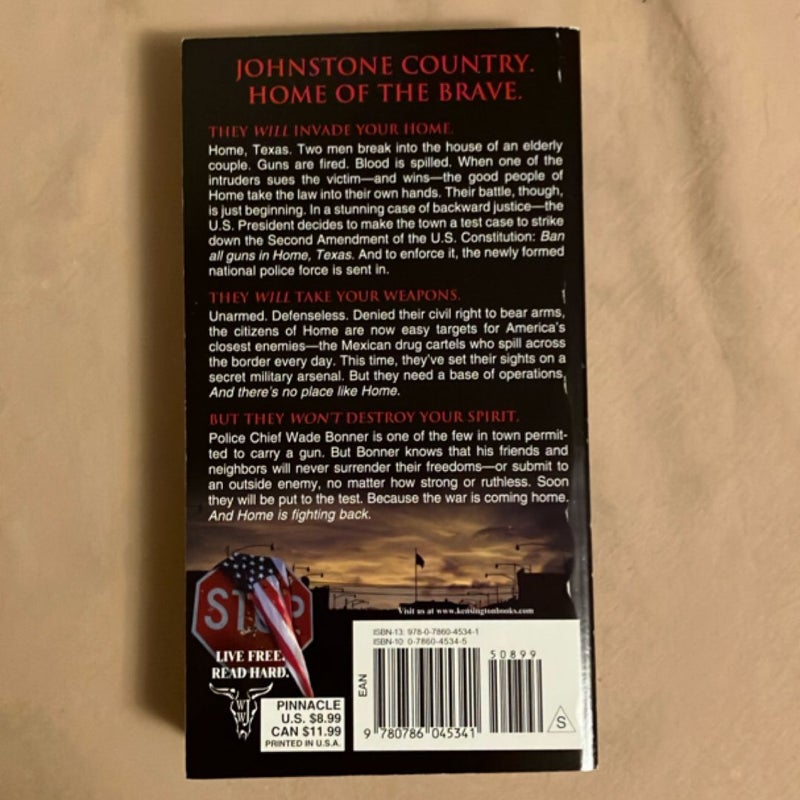 JOHNSTONE COUNTRY.
HOME OF THE BRAVE.
THEY WILL INVADE YOUR HOME.
Home, Texas. Two men break into the house of an elderly
couple. Guns are fired. Blood is spilled. When one of the
intruders sues the victim—and wins—the good people of
Home take the law into their own hands. Their battle, though,
is just beginning. In a stunning case of backward justice—the
U.S. President decides to make the town a test case to strike
down the Second Amendment of the U.S. Constitution: Ban
all guns in Home, Texas. And to enforce it, the newly formed
national police force is sent in.
THEY WILL TAKE YOUR WEAPONS.
Unarmed. Defenseless. Denied their civil right to bear arms,
the citizens of Home are now easy targets for America's
closest enemies—the Mexican drug cartels who spill across
the border every day. This time, they've set their sights on a
secret military arsenal. But they need a base of operations.
And there's no place like Home.
BUT THEY WON'T DESTROY YOUR SPIRIT.
Police Chief Wade Bonner is one of the few in town permit-
ted to carry a gun. But Bonner knows that his friends and
neighbors will never surrender their freedoms—or submit to
an outside enemy, no matter how strong or ruthless. Soon
they will be put to the test. Because the war is coming home.
And Home is fighting back.
STOP
Visit us at www.kensingtonbooks.com
LIVE FREE.
READ HARD.
WWJ
PINNACLE
U.S. $8.99
CAN $11.99
PRINTED IN U.S.A.
ISBN-13: 978-0-7860-4534-1
ISBN-10: 0-7860-4534-5
50899
EAN
9 780786 045341
S